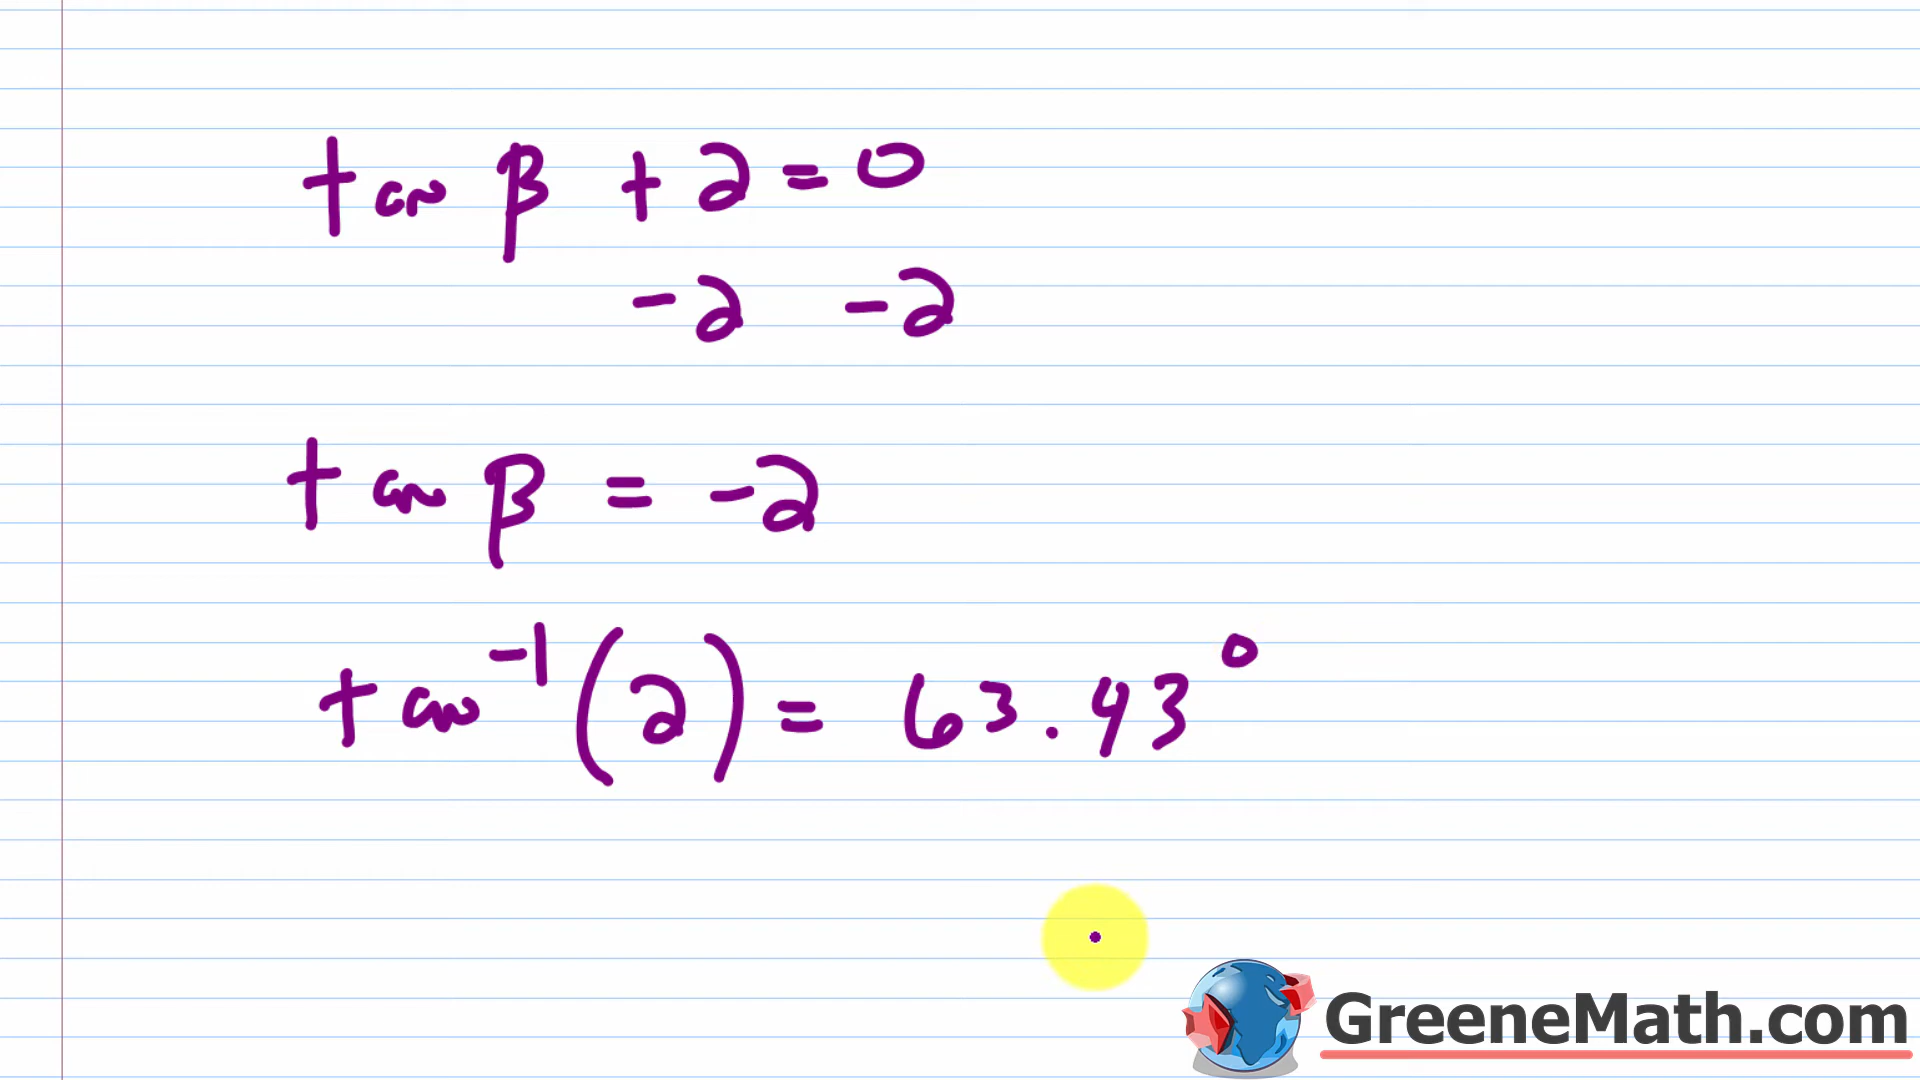 tan β + 2 = 0
-2 -2
tan β = -2
tan⁻¹(2) = 63.43°
GreeneMath.com